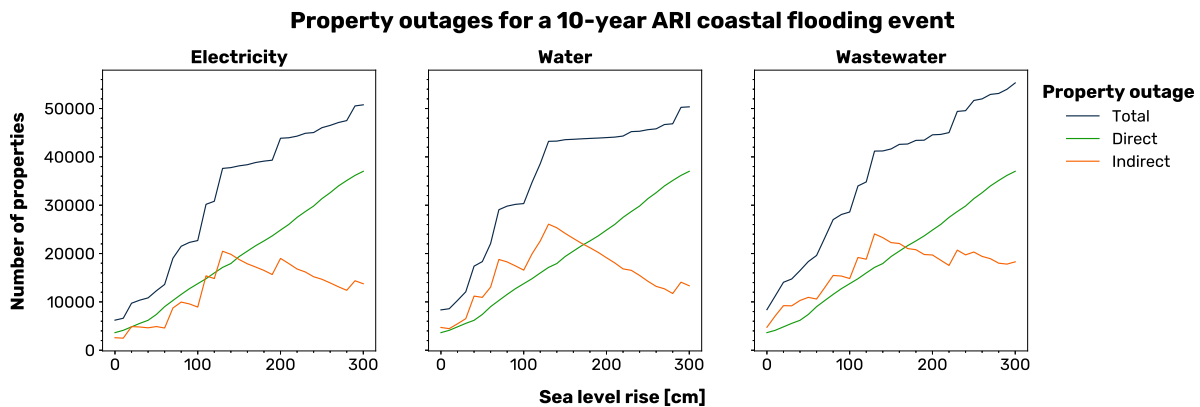 Property outages for a 10-year ARI coastal flooding event
Electricity
Water
Wastewater
Number of properties
50000
40000
30000
20000
10000
0
0 100 200 300
0 100 200 300
0 100 200 300
Sea level rise [cm]
Property outage
Total
Direct
Indirect